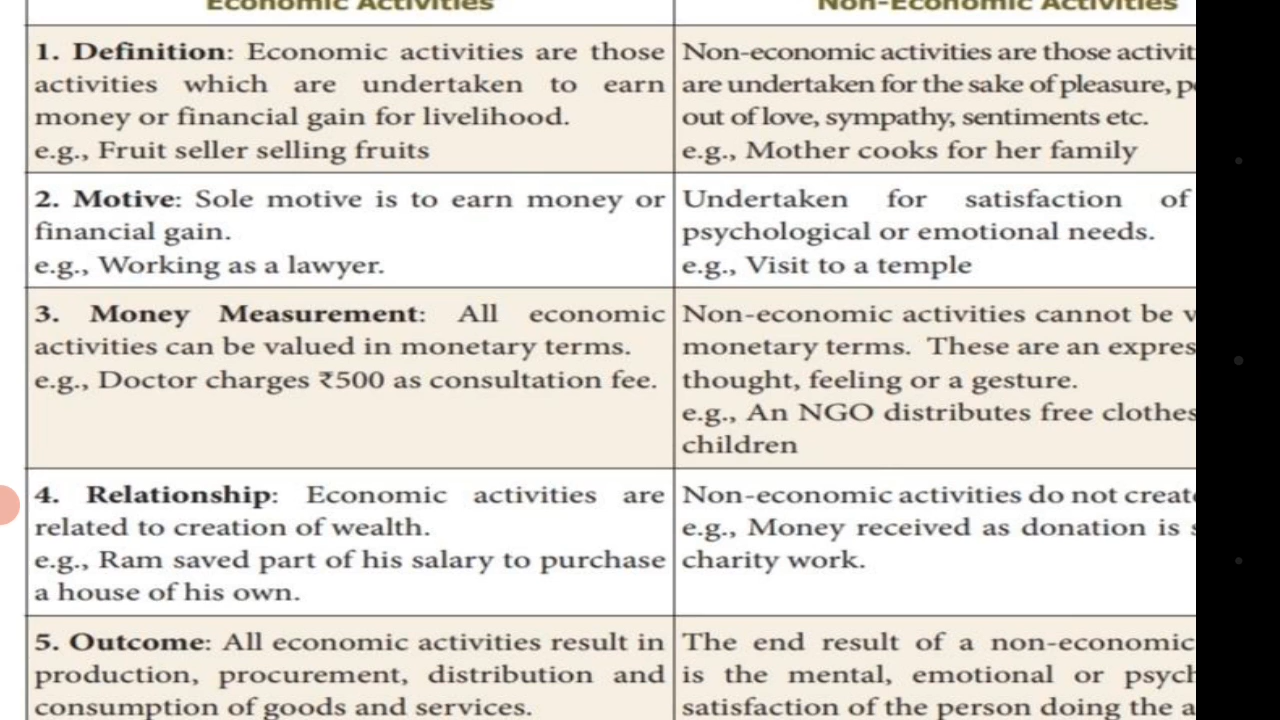 Economic Activities
Non-Economic Activities
1. Definition: Economic activities are those
activities which are undertaken to earn
money or financial gain for livelihood.
e.g., Fruit seller selling fruits
Non-economic activities are those
are undertaken for the sake of pleasure,
out of love, sympathy, sentiments etc.
e.g., Mother cooks for her family
2. Motive: Sole motive is to earn money or
financial gain.
e.g., Working as a lawyer.
Undertaken for satisfaction of
psychological or emotional needs.
e.g., Visit to a temple
3. Money Measurement: All economic
activities can be valued in monetary terms.
e.g., Doctor charges ₹500 as consultation fee.
Non-economic activities cannot be
monetary terms. These are an
thought, feeling or a gesture.
e.g., An NGO distributes free clothes
children
4. Relationship: Economic activities are
related to creation of wealth.
e.g., Ram saved part of his salary to purchase
a house of his own.
Non-economic activities do not
e.g., Money received as donation is
charity work.
5. Outcome: All economic activities result in
production, procurement, distribution and
consumption of goods and services.
The end result of a non-economic
is the mental, emotional or
satisfaction of the person doing the